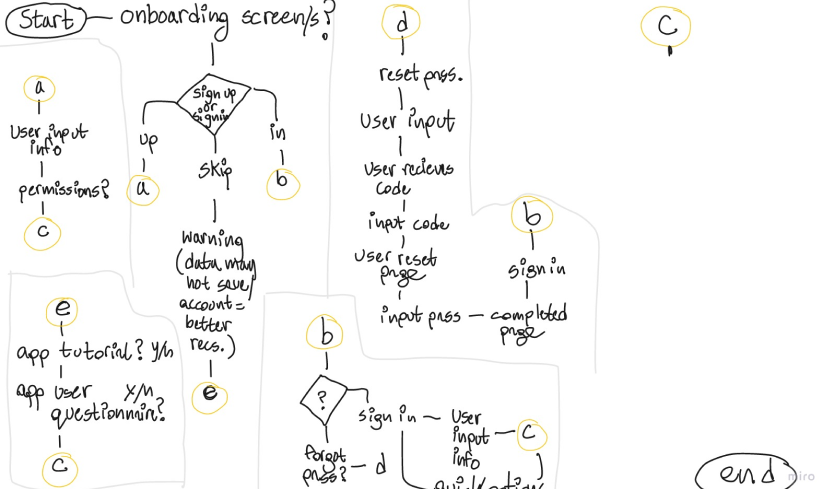 Start
onboarding screen/s?
sign up
or
signin
up
in
skip
a
b
warning
(data may
not save/
account =
better
recs.)
e
a
User input
info
permissions?
c
e
app tutorial? Y/n
app user Y/n
questionnaire?
c
d
reset pass.
User input
User recieves
code
input code
User reset
page
input pass
completed
page
b
sign in
b
?
sign in
User
input
info
c
forgot
pass?
d
c
end
miro